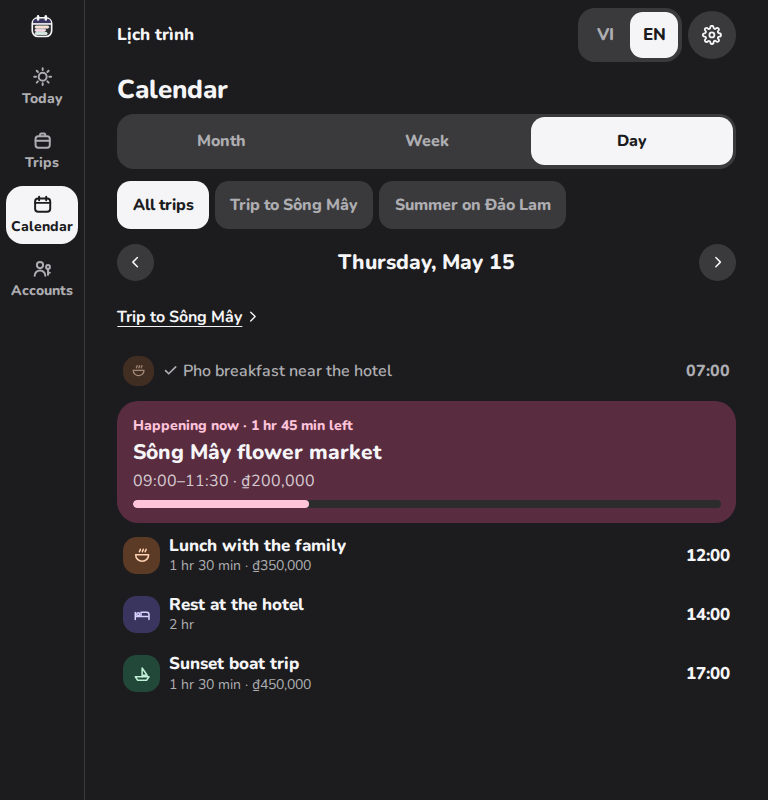 Lịch trình
VI
EN
Today
Trips
Calendar
Accounts
Calendar
Month
Week
Day
All trips
Trip to Sông Mây
Summer on Đảo Lam
Thursday, May 15
Trip to Sông Mây
Pho breakfast near the hotel
07:00
Happening now · 1 hr 45 min left
Sông Mây flower market
09:00–11:30 · ₫200,000
Lunch with the family
1 hr 30 min · ₫350,000
12:00
Rest at the hotel
2 hr
14:00
Sunset boat trip
1 hr 30 min · ₫450,000
17:00